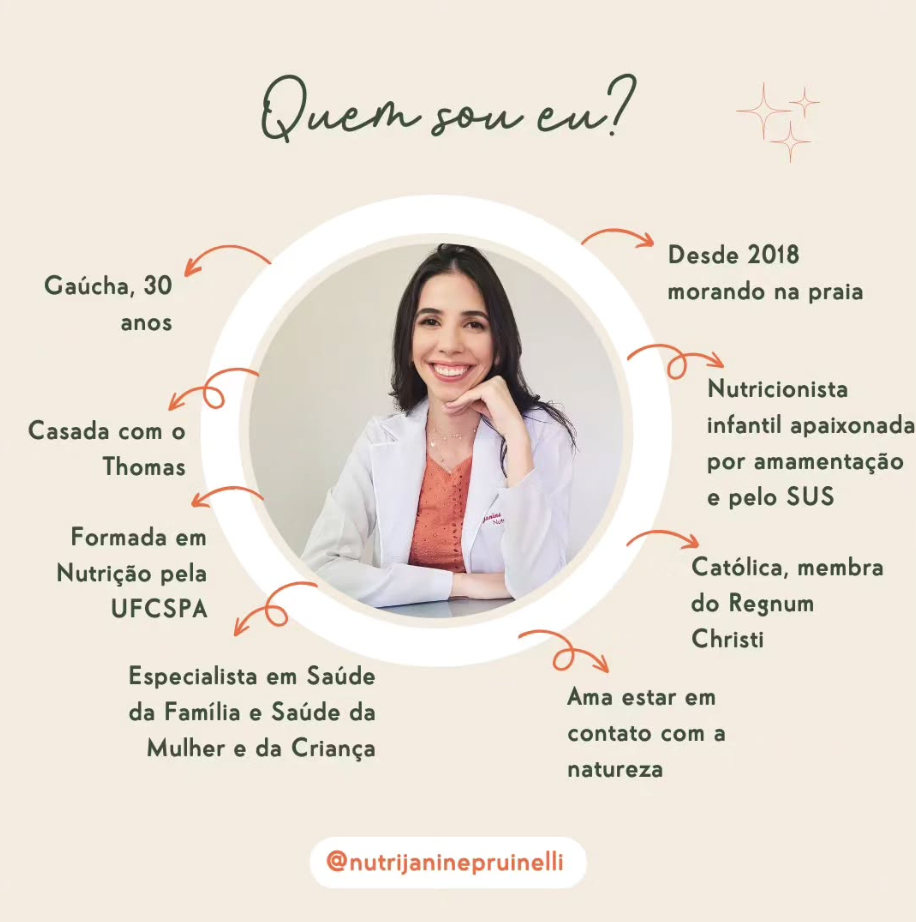 Quem sou eu?
Gaúcha, 30
anos
Casada com o
Thomas
Formada em
Nutrição pela
UFCSPA
Especialista em Saúde
da Família e Saúde da
Mulher e da Criança
Desde 2018
morando na praia
Nutricionista
infantil apaixonada
por amamentação
e pelo SUS
Católica, membra
do Regnum
Christi
Ama estar em
contato com a
natureza
@nutrijaninepruinelli